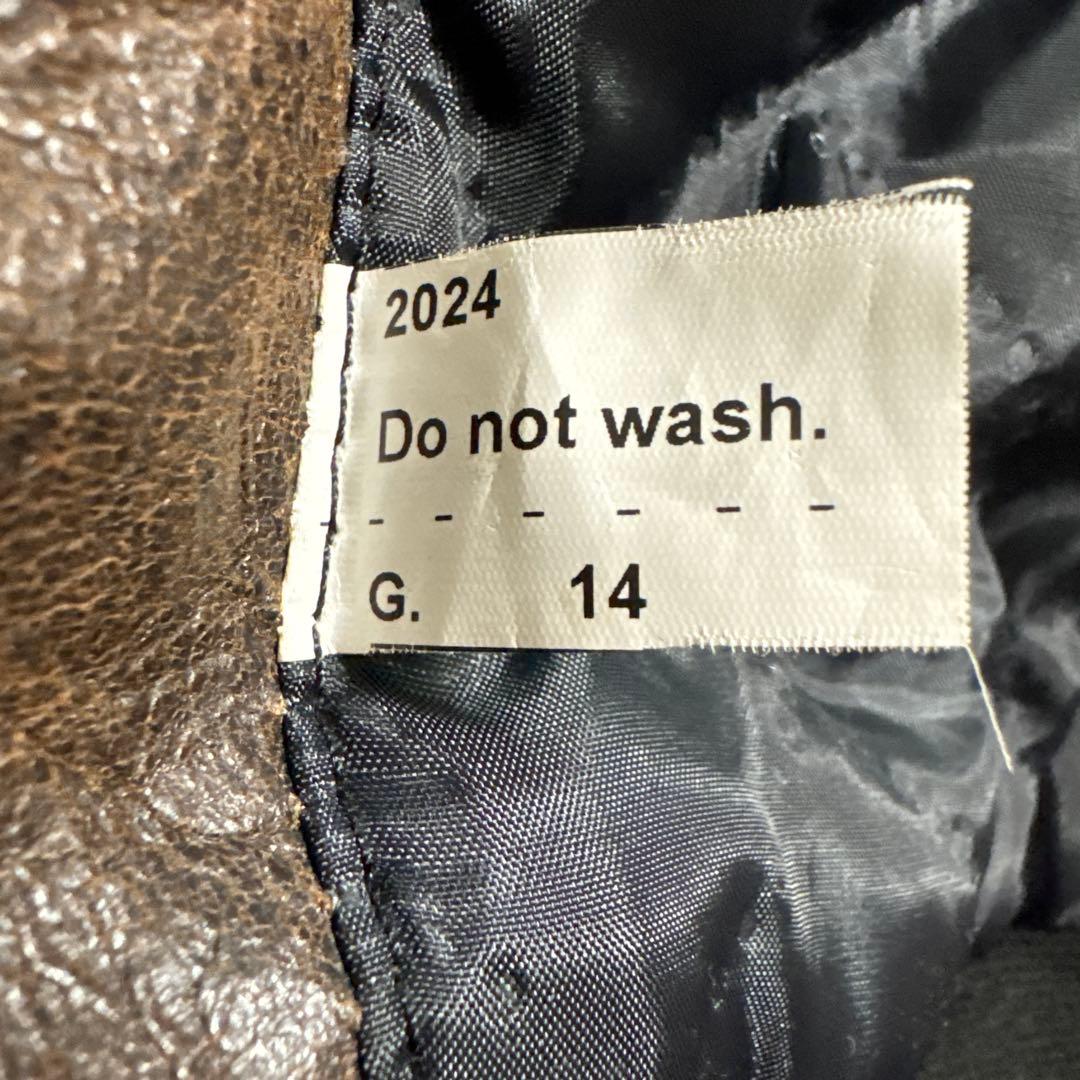 2024
Do not wash.
- - - - - - -
G. 14